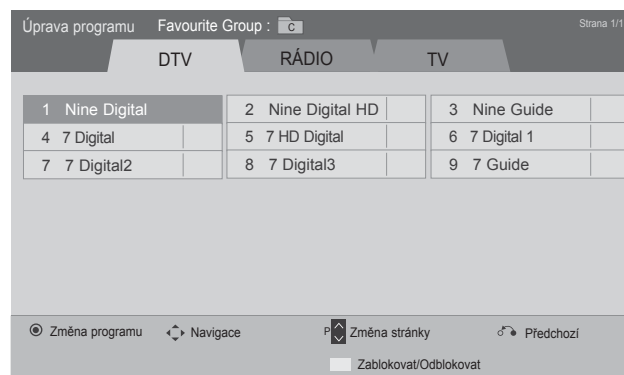 Úprava programu Favourite Group : C Strana 1/1
DTV RÁDIO TV
1 Nine Digital 2 Nine Digital HD 3 Nine Guide
4 7 Digital 5 7 HD Digital 6 7 Digital 1
7 7 Digital2 8 7 Digital3 9 7 Guide
Změna programu Navigace P Změna stránky Předchozí
Zablokovat/Odblokovat